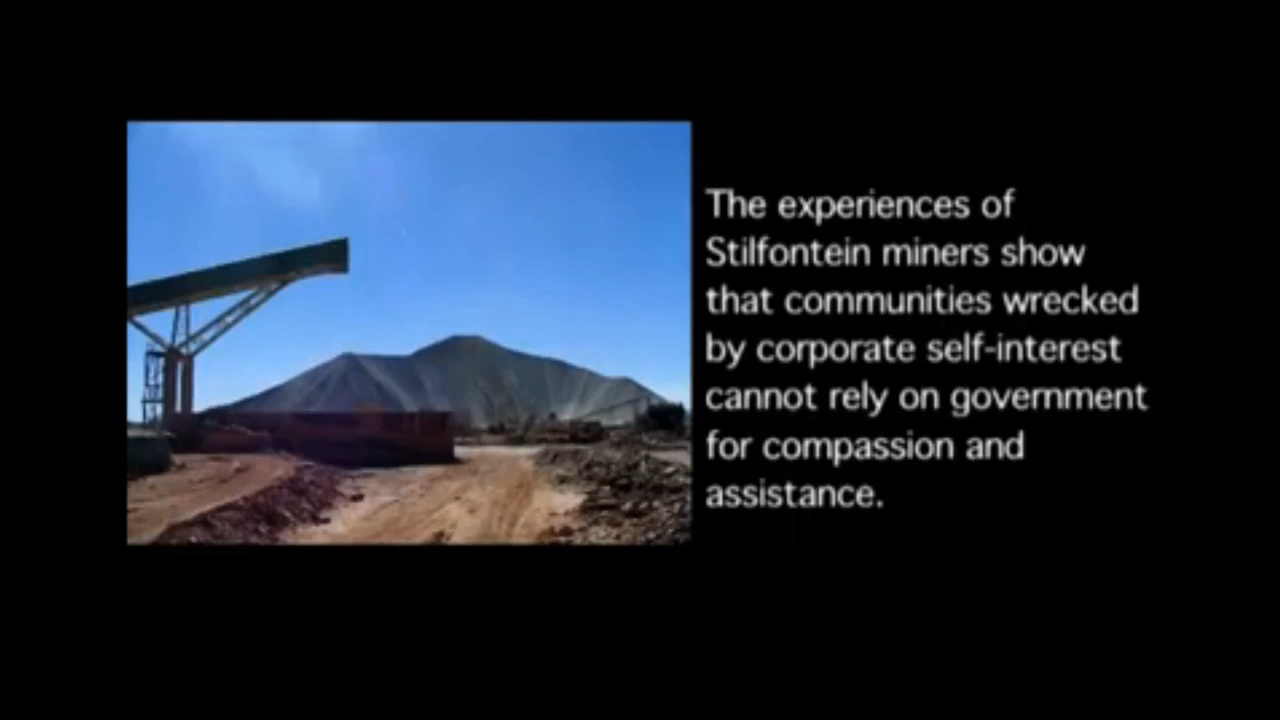 The experiences of
Stilfontein miners show
that communities wrecked
by corporate self-interest
cannot rely on government
for compassion and
assistance.